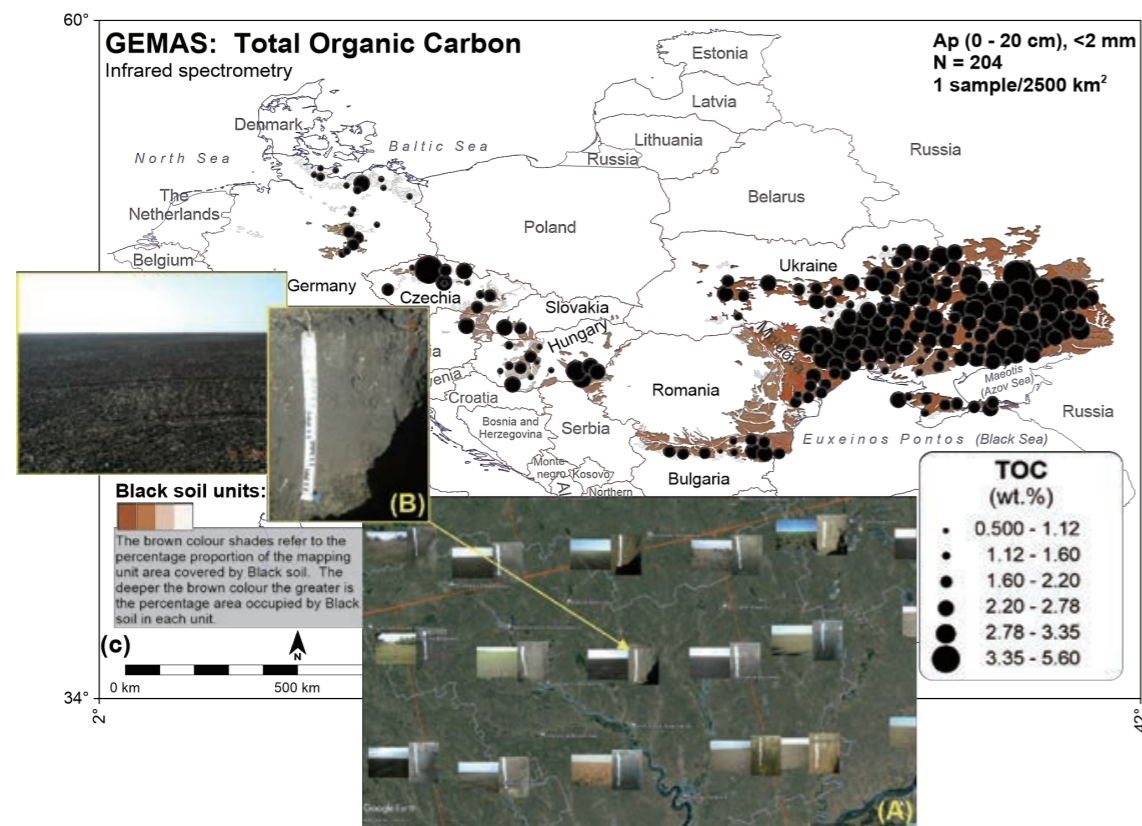 60°
GEMAS: Total Organic Carbon
Infrared spectrometry
Ap (0 - 20 cm), <2 mm
N = 204
1 sample/2500 km²
Estonia
Latvia
Lithuania
Russia
Russia
Belarus
Denmark
North Sea
Baltic Sea
The
Netherlands
Belgium
Germany
Poland
Czechia
Slovakia
Hungary
Ukraine
Croatia
Bosnia and
Herzegovina
Serbia
Monte-
negro
Kosovo
Northern
Al
Romania
Bulgaria
Maeotis
(Azov Sea)
Russia
Euxeinos Pontos (Black Sea)
Black soil units:
The brown colour shades refer to the
percentage proportion of the mapping
unit area covered by Black soil. The
deeper the brown colour the greater is
the percentage area occupied by Black
soil in each unit.
(B)
TOC
(wt.%)
0.500 - 1.12
1.12 - 1.60
1.60 - 2.20
2.20 - 2.78
2.78 - 3.35
3.35 - 5.60
(c)
N
0 km
500 km
34°
2°
42°
Google Earth
(A)